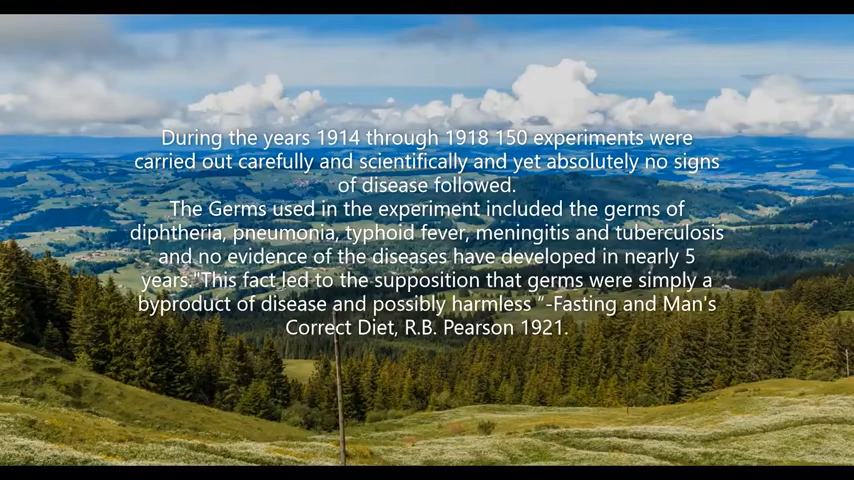 During the years 1914 through 1918 150 experiments were
carried out carefully and scientifically and yet absolutely no signs
of disease followed.
The Germs used in the experiment included the germs of
diphtheria, pneumonia, typhoid fever, meningitis and tuberculosis
and no evidence of the diseases have developed in nearly 5
years."This fact led to the supposition that germs were simply a
byproduct of disease and possibly harmless “-Fasting and Man's
Correct Diet, R.B. Pearson 1921.